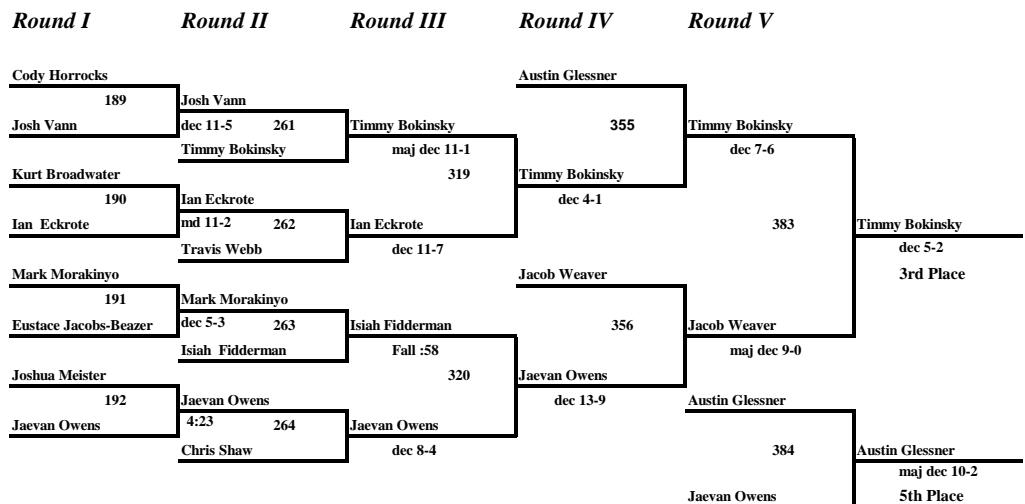 Round I Round II Round III Round IV Round V
Cody Horrocks Austin Glessner
189 Josh Vann
Josh Vann dec 11-5 261 Timmy Bokinsky 355 Timmy Bokinsky
Timmy Bokinsky maj dec 11-1 dec 7-6
Kurt Broadwater 319 Timmy Bokinsky
190 Ian Eckrote dec 4-1
Ian Eckrote md 11-2 262 Ian Eckrote 383 Timmy Bokinsky
Travis Webb dec 11-7 dec 5-2
Mark Morakinyo Jacob Weaver 3rd Place
191 Mark Morakinyo
Eustace Jacobs-Beazer dec 5-3 263 Isiah Fidderman 356 Jacob Weaver
Isiah Fidderman Fall :58 maj dec 9-0
Joshua Meister 320 Jaevan Owens
192 Jaevan Owens dec 13-9 Austin Glessner
Jaevan Owens 4:23 264 Jaevan Owens
Chris Shaw dec 8-4 384 Austin Glessner
maj dec 10-2
Jaevan Owens 5th Place